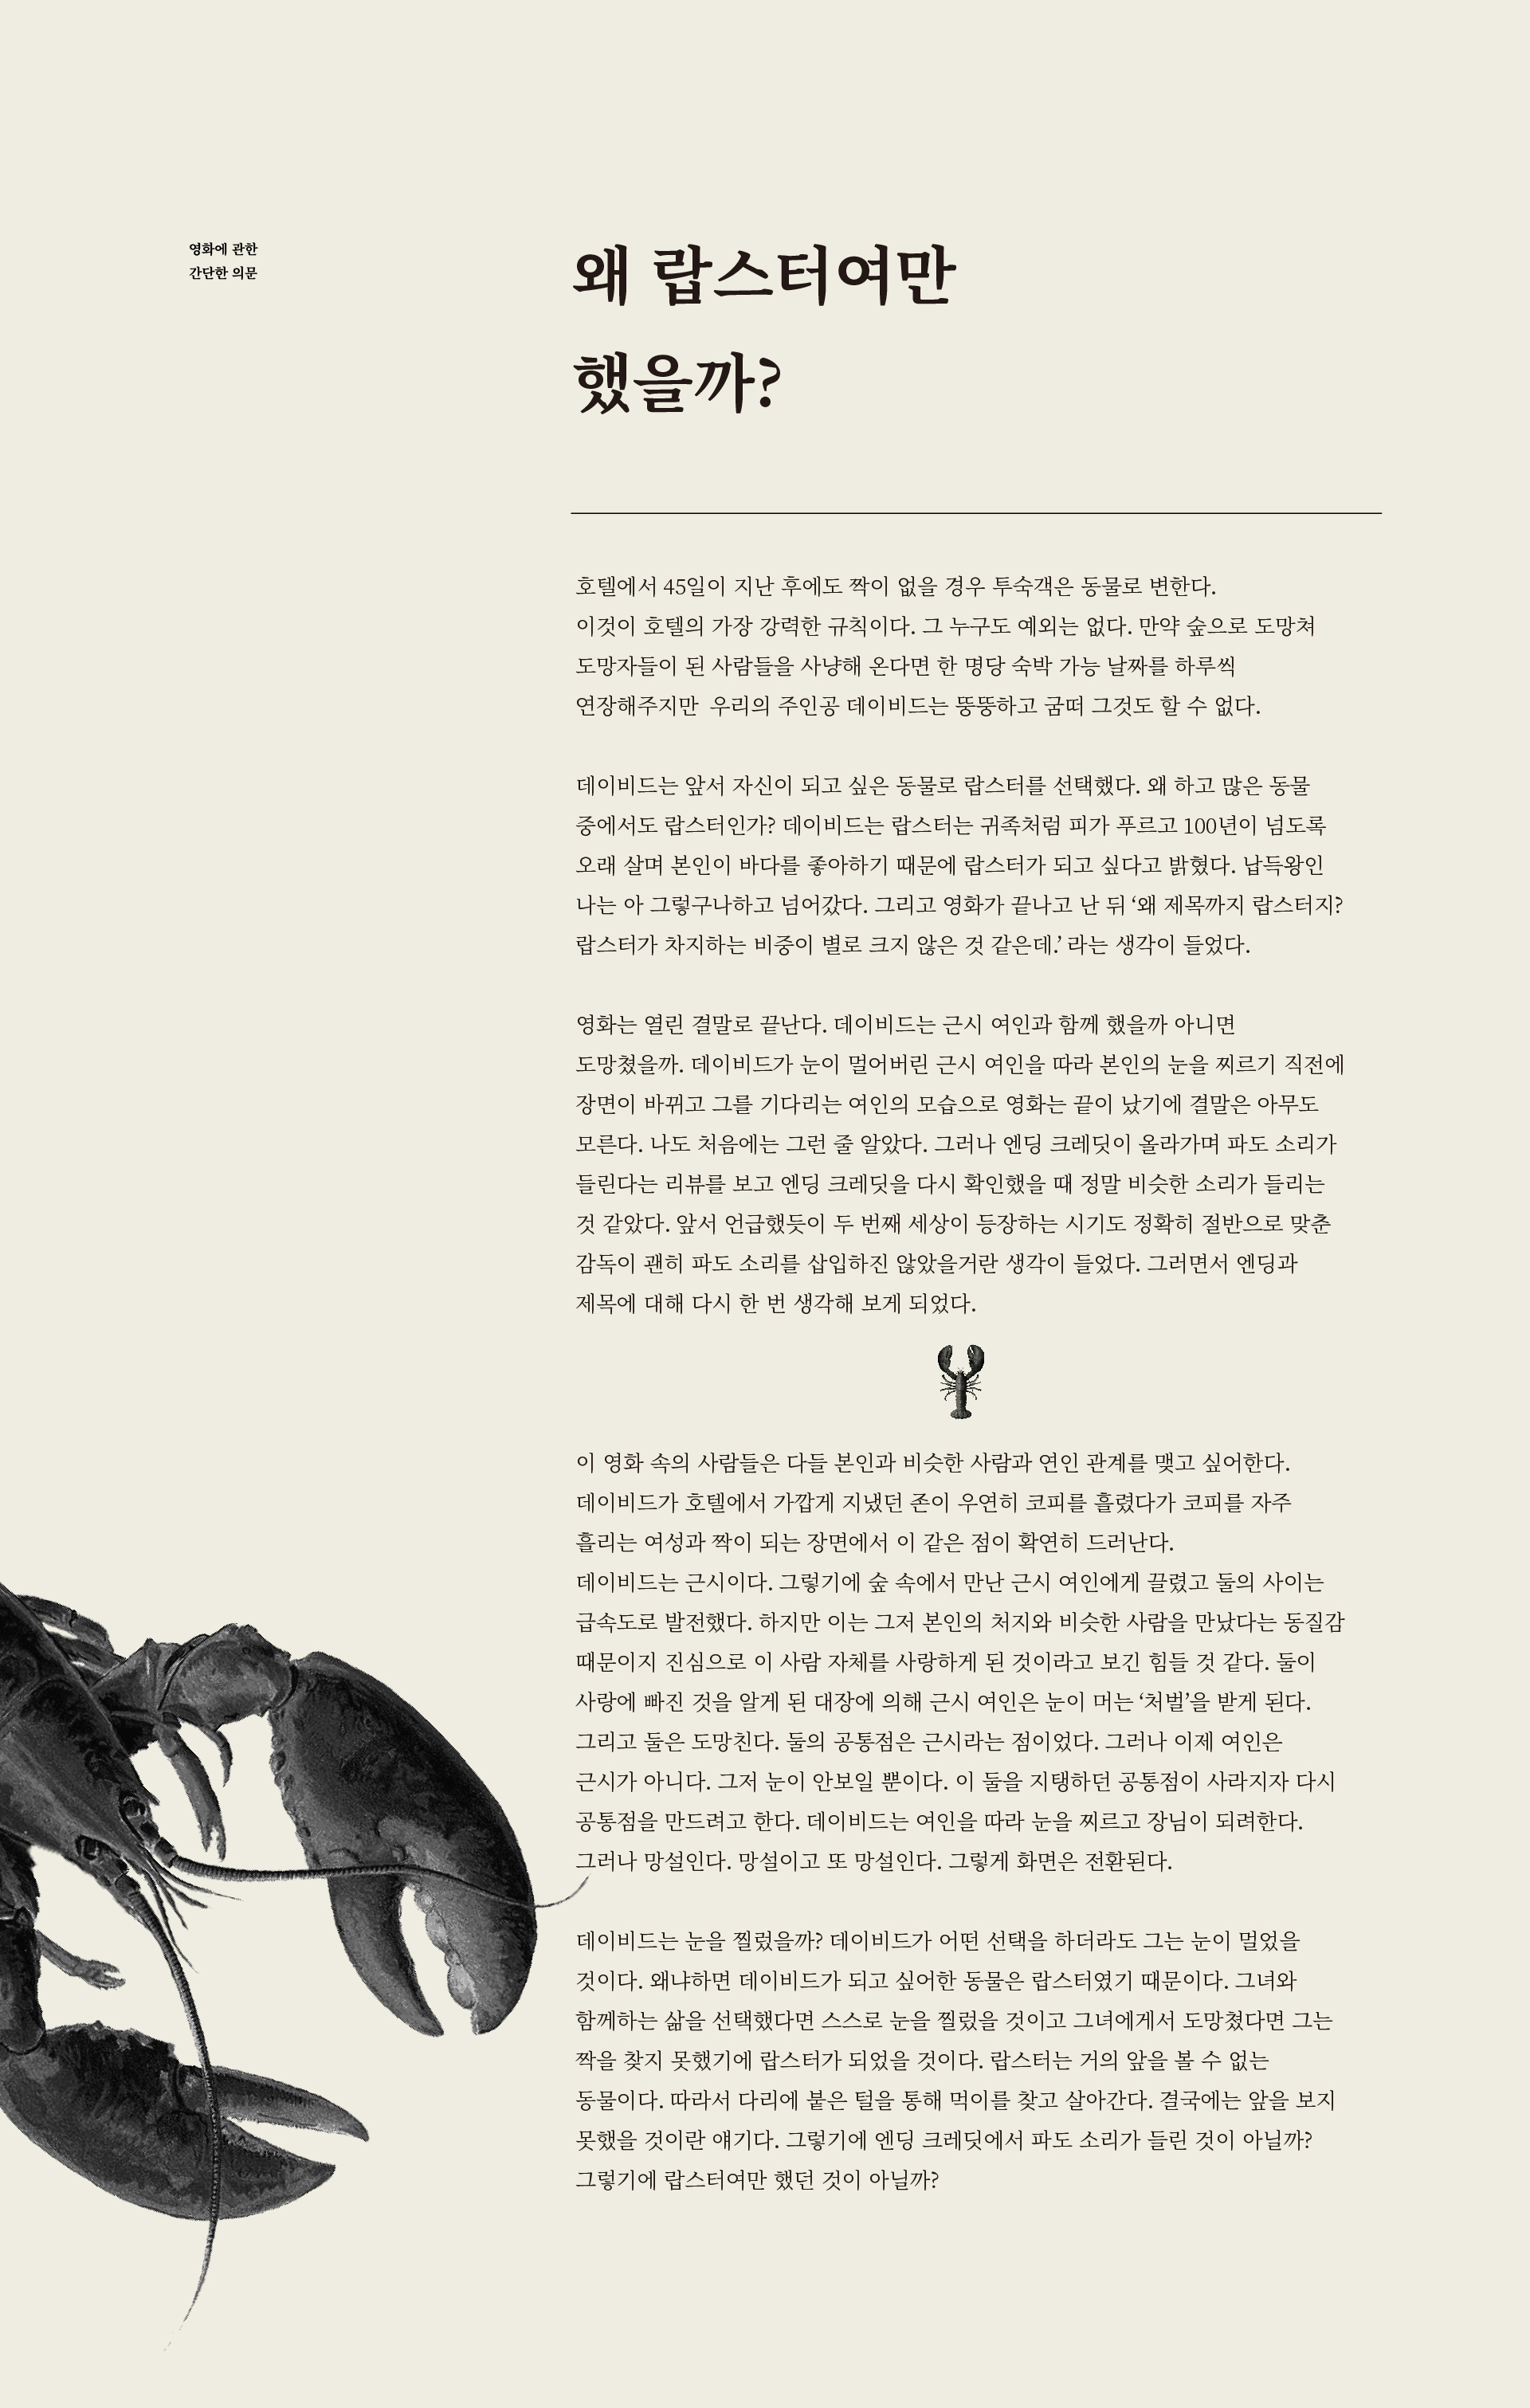 영화에 관한
간단한 의문
왜 랍스터여만
했을까?
호텔에서 45일이 지난 후에도 짝이 없을 경우 투숙객은 동물로 변한다.
이것이 호텔의 가장 강력한 규칙이다. 그 누구도 예외는 없다. 만약 숲으로 도망쳐
도망자들이 된 사람들을 사냥해 온다면 한 명당 숙박 가능 날짜를 하루씩
연장해주지만 우리의 주인공 데이비드는 뚱뚱하고 굼떠 그것도 할 수 없다.
데이비드는 앞서 자신이 되고 싶은 동물로 랍스터를 선택했다. 왜 하고 많은 동물
중에서도 랍스터인가? 데이비드는 랍스터는 귀족처럼 피가 푸르고 100년이 넘도록
오래 살며 본인이 바다를 좋아하기 때문에 랍스터가 되고 싶다고 밝혔다. 납득왕인
나는 아 그렇구나하고 넘어갔다. 그리고 영화가 끝나고 난 뒤 ‘왜 제목까지 랍스터지?
랍스터가 차지하는 비중이 별로 크지 않은 것 같은데.’ 라는 생각이 들었다.
영화는 열린 결말로 끝난다. 데이비드는 근시 여인과 함께 했을까 아니면
도망쳤을까. 데이비드가 눈이 멀어버린 근시 여인을 따라 본인의 눈을 찌르기 직전에
장면이 바뀌고 그를 기다리는 여인의 모습으로 영화는 끝이 났기에 결말은 아무도
모른다. 나도 처음에는 그런 줄 알았다. 그러나 엔딩 크레딧이 올라가며 파도 소리가
들린다는 리뷰를 보고 엔딩 크레딧을 다시 확인했을 때 정말 비슷한 소리가 들리는
것 같았다. 앞서 언급했듯이 두 번째 세상이 등장하는 시기도 정확히 절반으로 맞춘
감독이 괜히 파도 소리를 삽입하진 않았을거란 생각이 들었다. 그러면서 엔딩과
제목에 대해 다시 한 번 생각해 보게 되었다.
이 영화 속의 사람들은 다들 본인과 비슷한 사람과 연인 관계를 맺고 싶어한다.
데이비드가 호텔에서 가깝게 지냈던 존이 우연히 코피를 흘렸다가 코피를 자주
흘리는 여성과 짝이 되는 장면에서 이 같은 점이 확연히 드러난다.
데이비드는 근시이다. 그렇기에 숲 속에서 만난 근시 여인에게 끌렸고 둘의 사이는
급속도로 발전했다. 하지만 이는 그저 본인의 처지와 비슷한 사람을 만났다는 동질감
때문이지 진심으로 이 사람 자체를 사랑하게 된 것이라고 보긴 힘들 것 같다. 둘이
사랑에 빠진 것을 알게 된 대장에 의해 근시 여인은 눈이 머는 ‘처벌’을 받게 된다.
그리고 둘은 도망친다. 둘의 공통점은 근시라는 점이었다. 그러나 이제 여인은
근시가 아니다. 그저 눈이 안보일 뿐이다. 이 둘을 지탱하던 공통점이 사라지자 다시
공통점을 만드려고 한다. 데이비드는 여인을 따라 눈을 찌르고 장님이 되려한다.
그러나 망설인다. 망설이고 또 망설인다. 그렇게 화면은 전환된다.
데이비드는 눈을 찔렀을까? 데이비드가 어떤 선택을 하더라도 그는 눈이 멀었을
것이다. 왜냐하면 데이비드가 되고 싶어한 동물은 랍스터였기 때문이다. 그녀와
함께하는 삶을 선택했다면 스스로 눈을 찔렀을 것이고 그녀에게서 도망쳤다면 그는
짝을 찾지 못했기에 랍스터가 되었을 것이다. 랍스터는 거의 앞을 볼 수 없는
동물이다. 따라서 다리에 붙은 털을 통해 먹이를 찾고 살아간다. 결국에는 앞을 보지
못했을 것이란 얘기다. 그렇기에 엔딩 크레딧에서 파도 소리가 들린 것이 아닐까?
그렇기에 랍스터여만 했던 것이 아닐까?